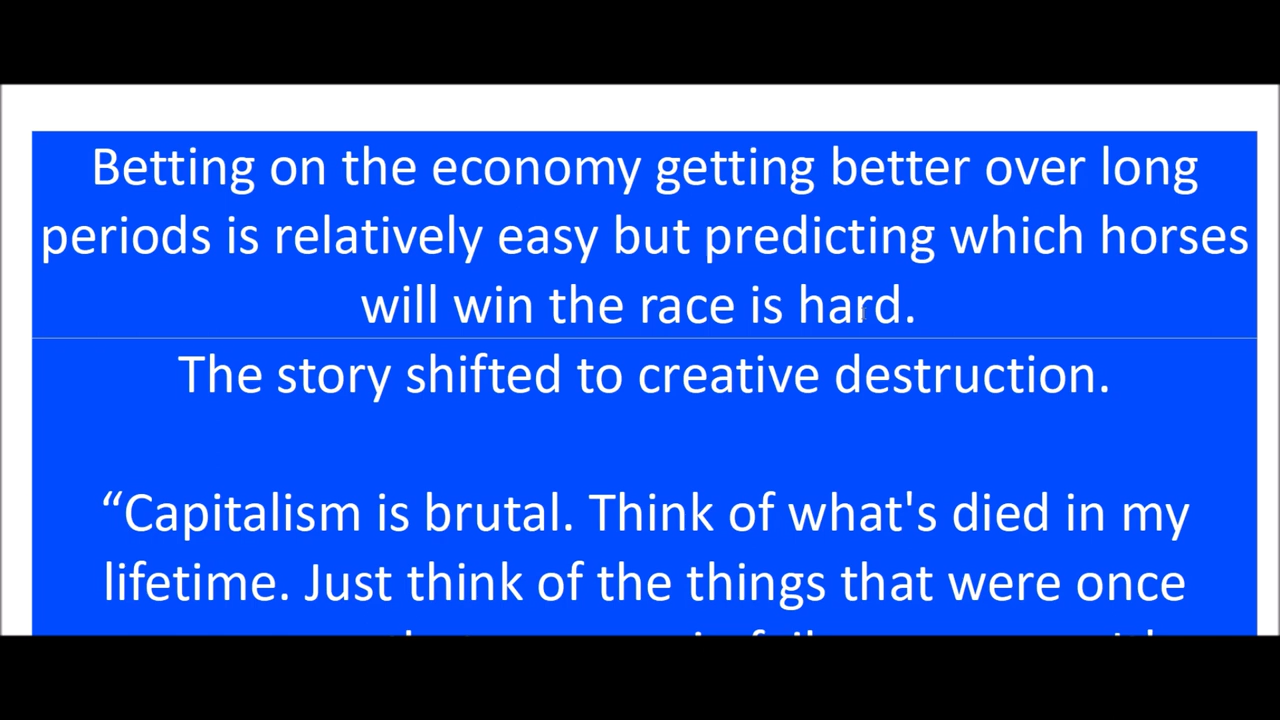 Betting on the economy getting better over long
periods is relatively easy but predicting which horses
will win the race is hard.
The story shifted to creative destruction.
“Capitalism is brutal. Think of what's died in my
lifetime. Just think of the things that were once